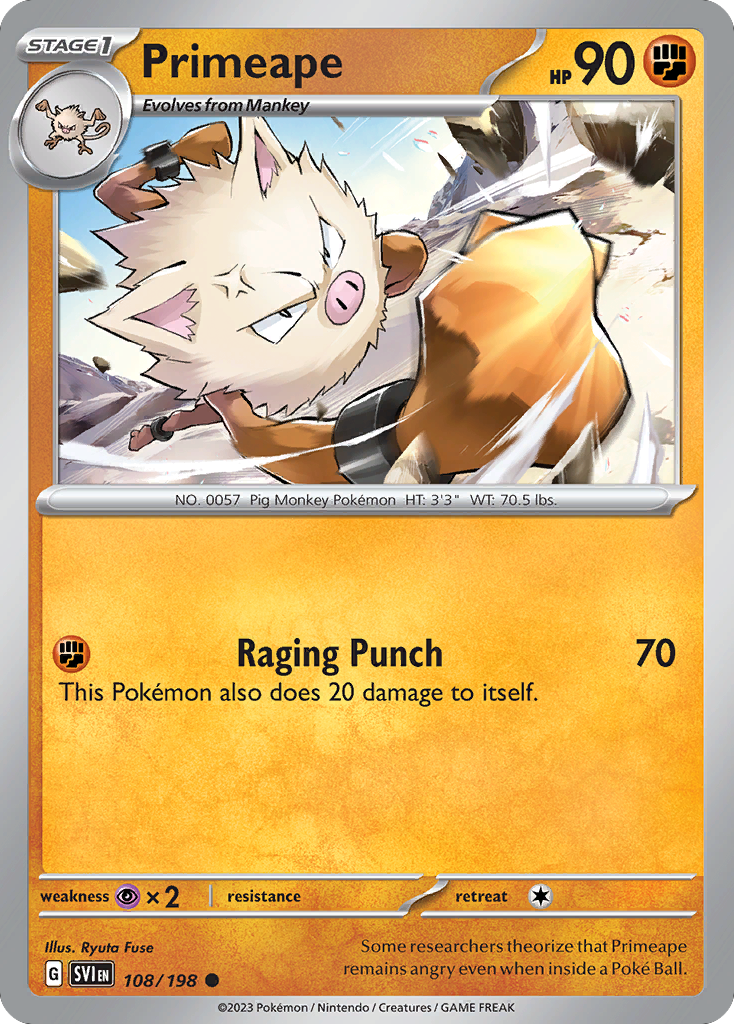 STAGE1
Primeape
HP 90
Evolves from Mankey
NO. 0057 Pig Monkey Pokémon HT: 3'3" WT: 70.5 lbs.
Raging Punch 70
This Pokémon also does 20 damage to itself.
weakness ×2 resistance retreat
Illus. Ryuta Fuse
Some researchers theorize that Primeape
remains angry even when inside a Poké Ball.
G SVI EN 108/198
©2023 Pokémon / Nintendo / Creatures / GAME FREAK